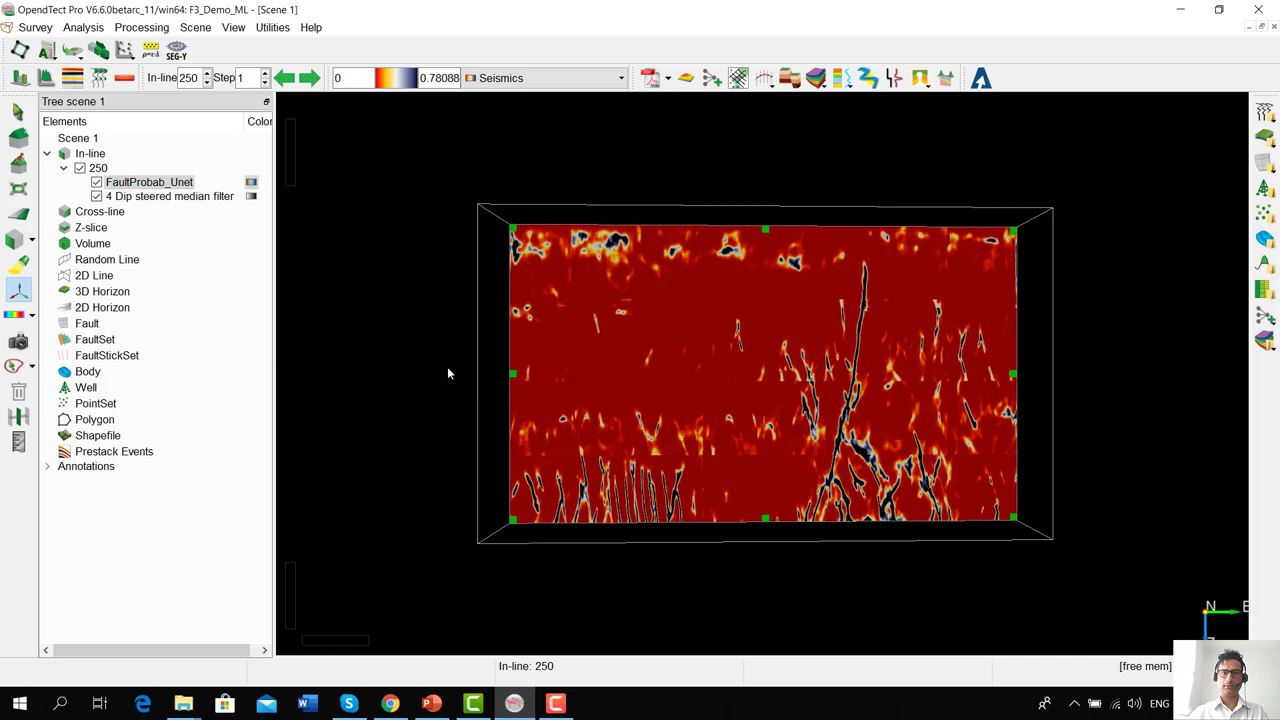 OpendTect Pro V6.6.0betarc_11/win64: F3_Demo_ML - [Scene 1]
Survey Analysis Processing Scene View Utilities Help
SEG-Y
In-line 250 Step 1 0.78088 Seismics
Tree scene 1
Elements Color
Scene 1
In-line
250
FaultProbab_Unet
4 Dip steered median filter
Cross-line
Z-slice
Volume
Random Line
2D Line
3D Horizon
2D Horizon
Fault
FaultSet
FaultStickSet
Body
Well
PointSet
Polygon
Shapefile
Prestack Events
Annotations
N E
In-line: 250 [free mem]
ENG